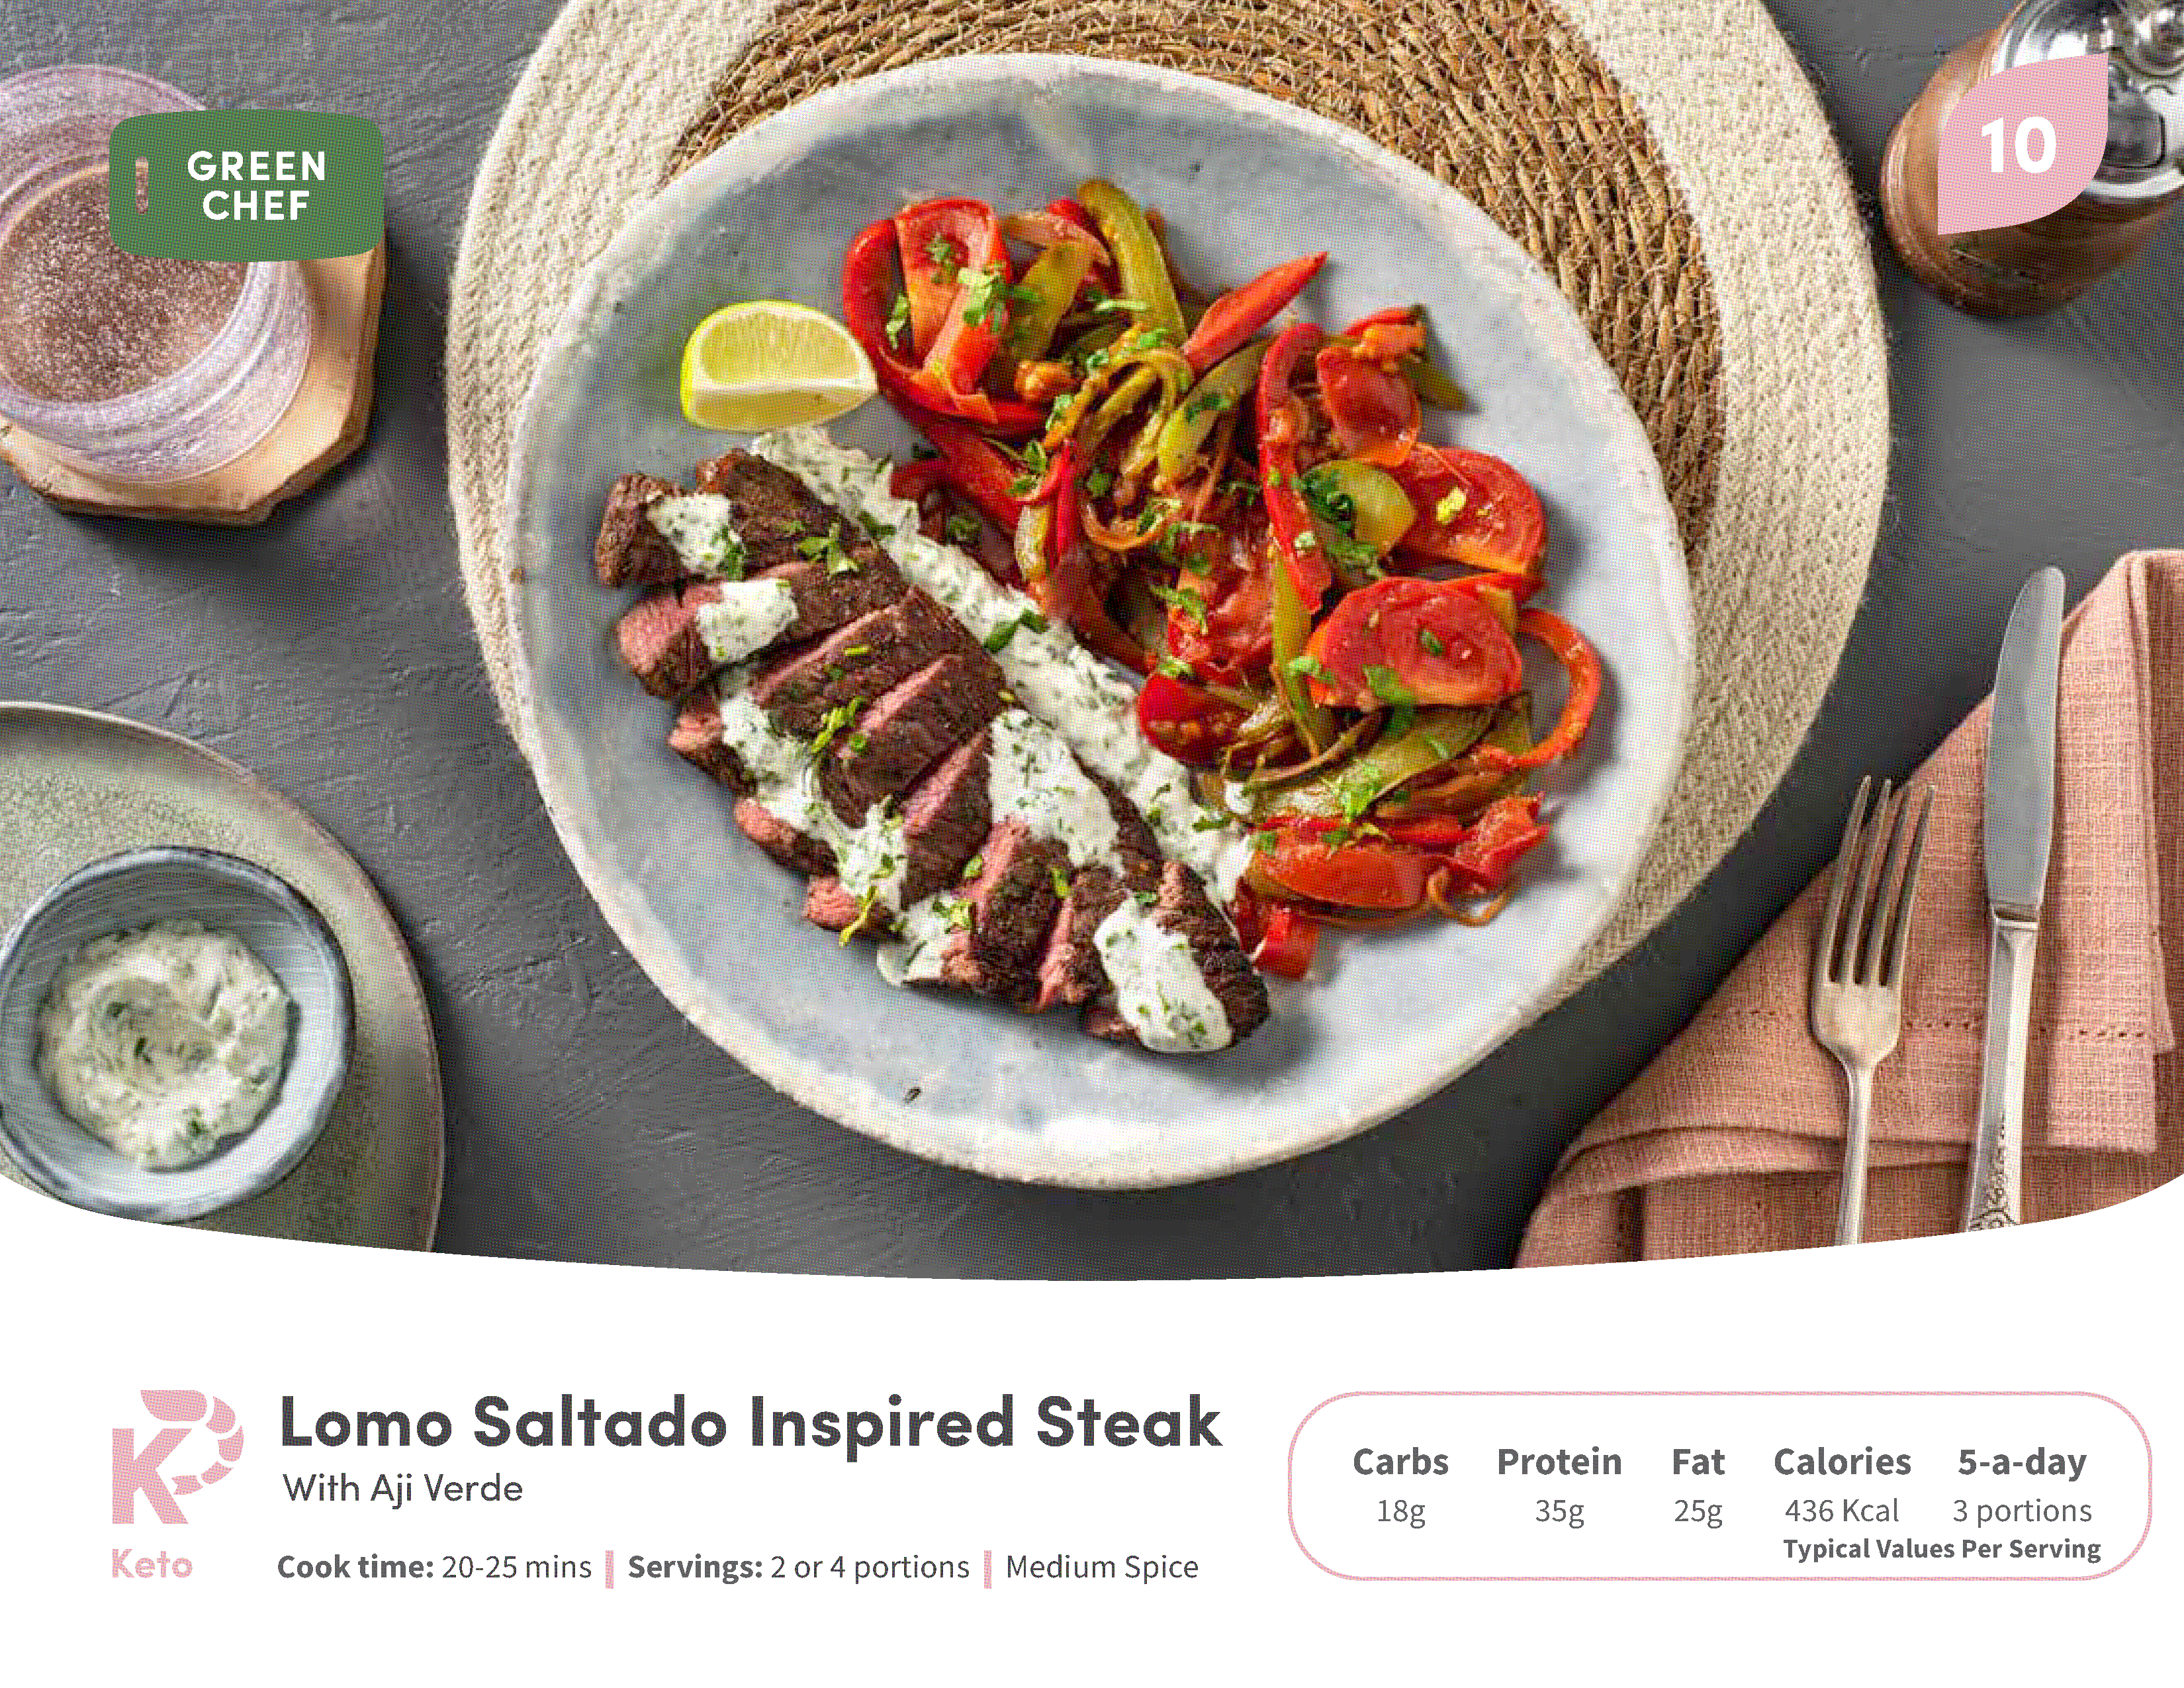 GREEN
CHEF
10
Lomo Saltado Inspired Steak
With Aji Verde
Keto
Cook time: 20-25 mins | Servings: 2 or 4 portions | Medium Spice
Carbs Protein Fat Calories 5-a-day
18g 35g 25g 436 Kcal 3 portions
Typical Values Per Serving